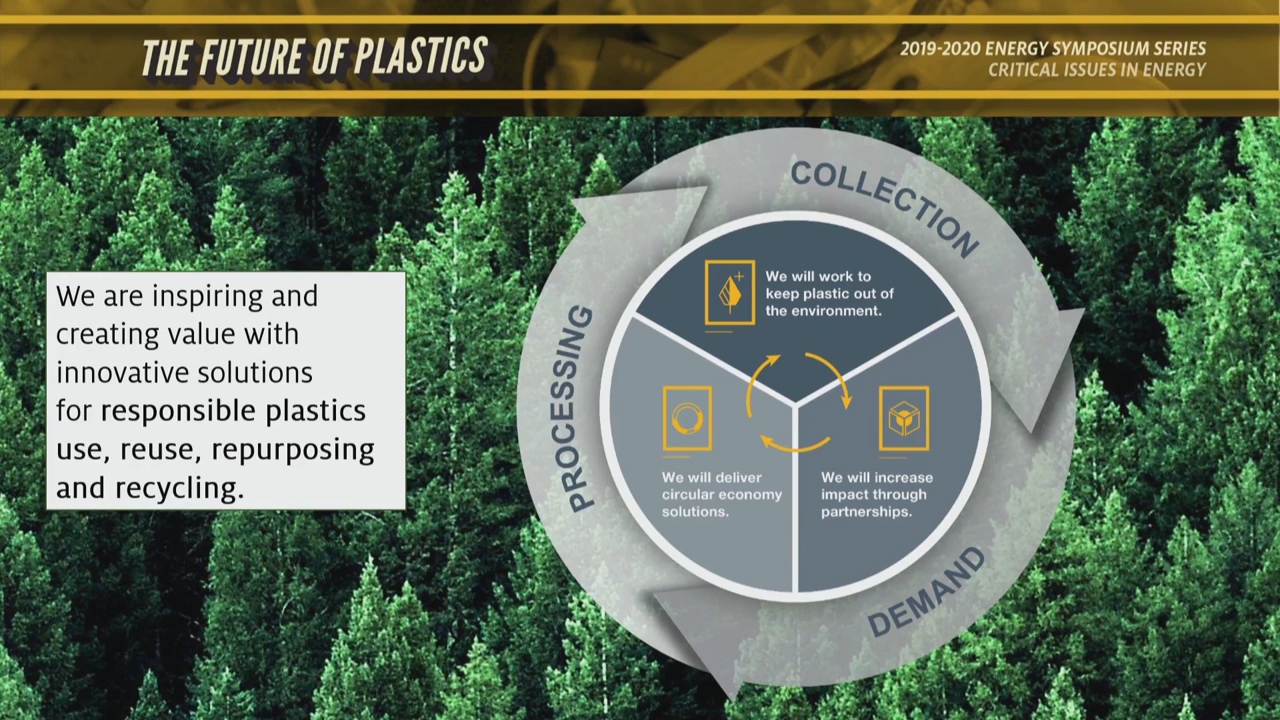 THE FUTURE OF PLASTICS
2019-2020 ENERGY SYMPOSIUM SERIES
CRITICAL ISSUES IN ENERGY
We are inspiring and
creating value with
innovative solutions
for responsible plastics
use, reuse, repurposing
and recycling.
COLLECTION
PROCESSING
DEMAND
We will work to
keep plastic out of
the environment.
We will deliver
circular economy
solutions.
We will increase
impact through
partnerships.